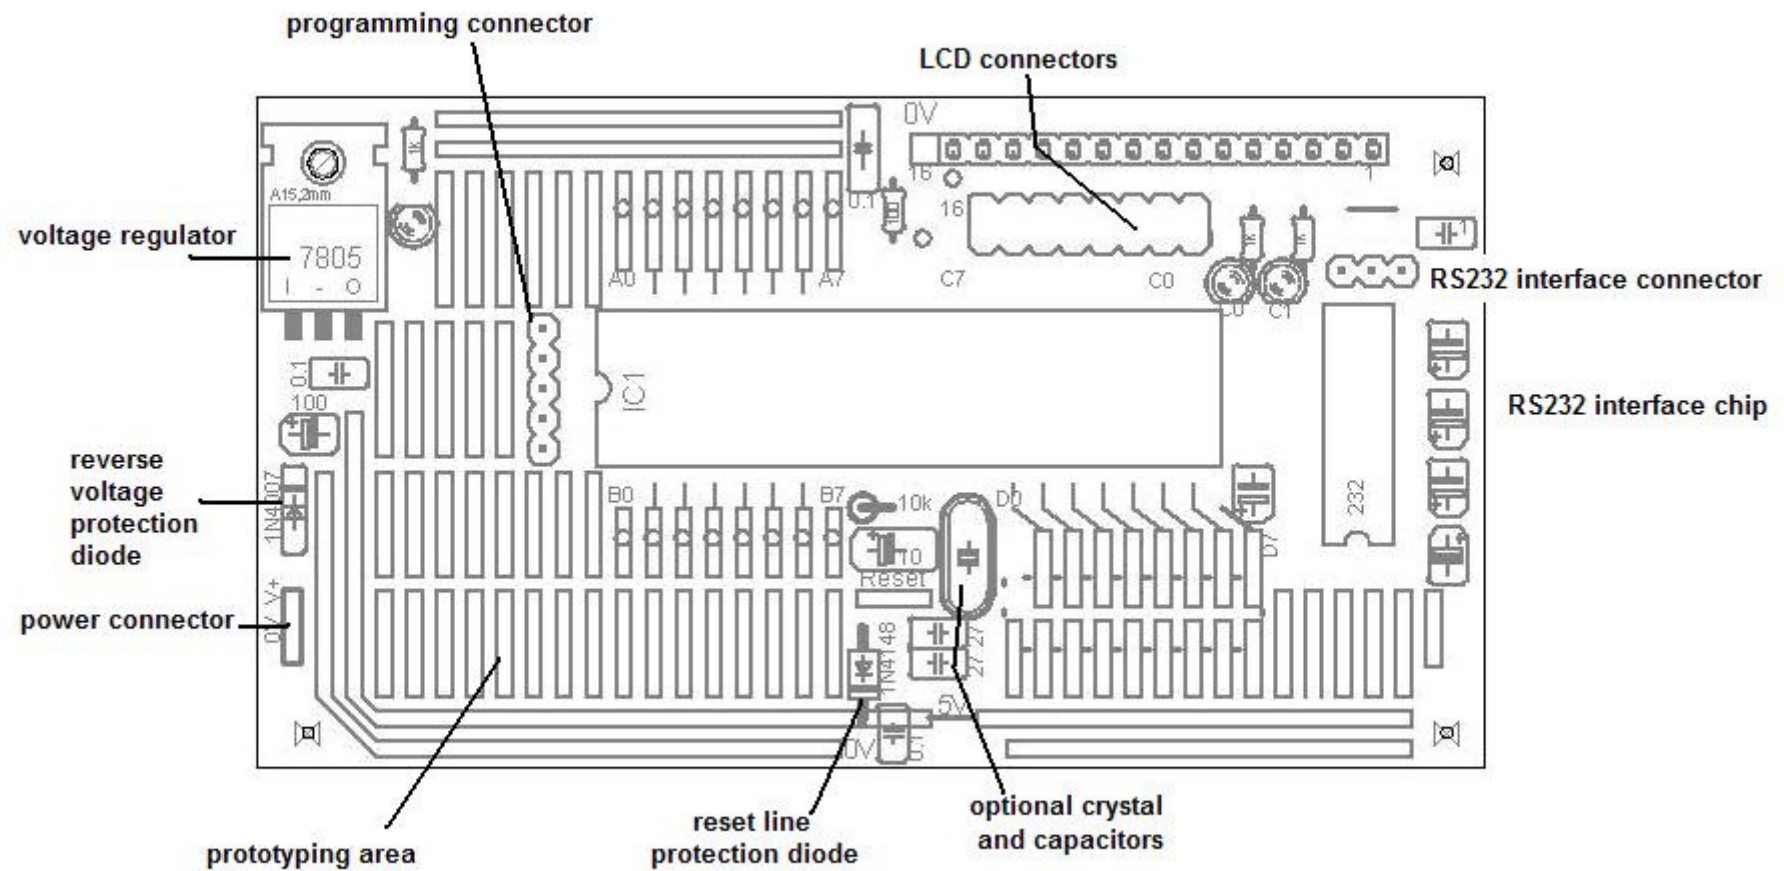 programming connector
LCD connectors
0V
1K
A15,2mm
16
1
0.1
100
16
voltage regulator
7805
I - O
A0
A7
C7
C0
1K
1K
1
RS232 interface connector
C0
C1
0.1
100
IC1
RS232 interface chip
reverse
voltage
protection
diode
1N4007
B0
B7
10k
D0
D7
232
10
Reset
power connector
0V V+
1N4148
27
27
5V
0V
prototyping area
reset line
protection diode
optional crystal
and capacitors